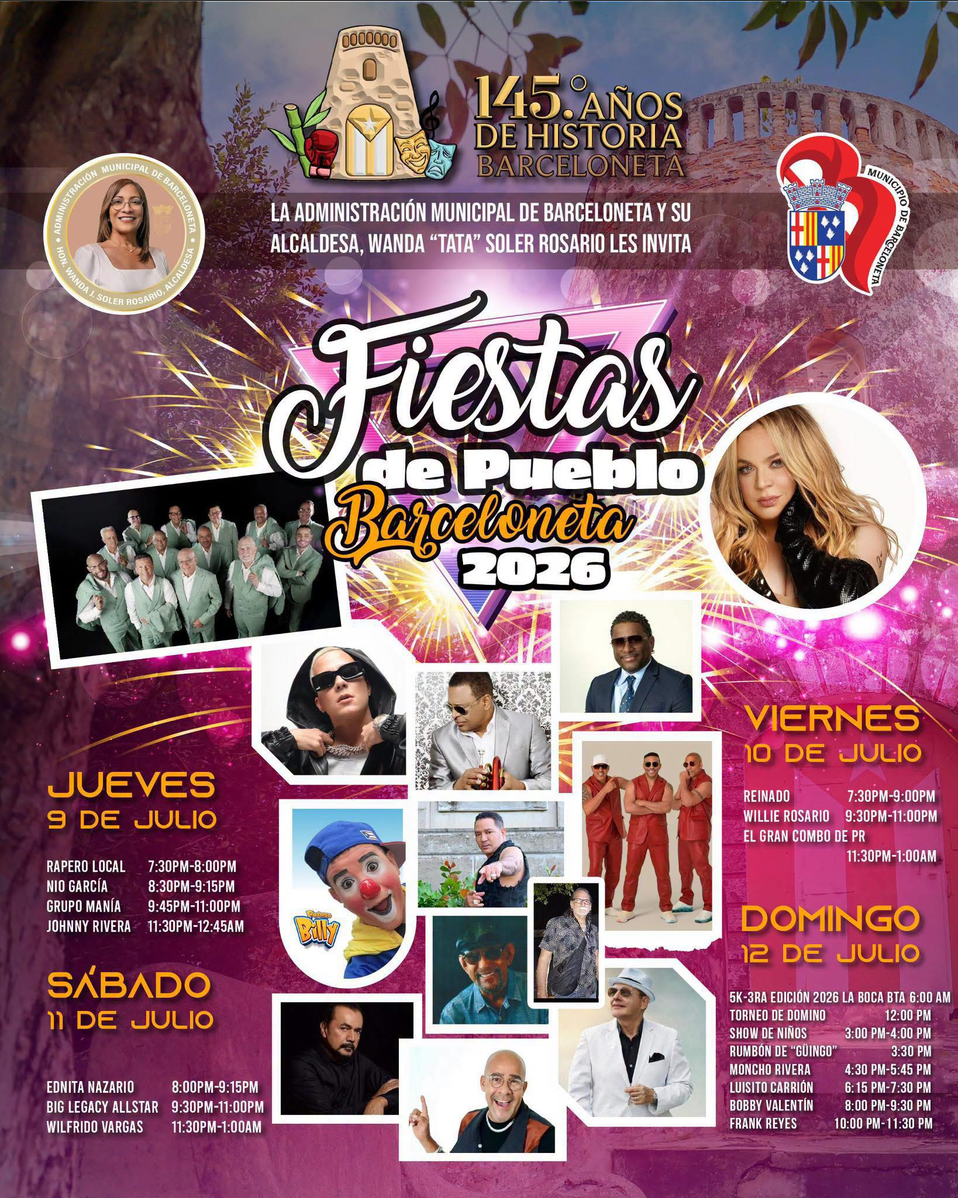 145.º AÑOS
DE HISTORIA
BARCELONETA
ADMINISTRACIÓN MUNICIPAL DE BARCELONETA
HON. WANDA J. SOLER ROSARIO, ALCALDESA
MUNICIPIO DE BARCELONETA
LA ADMINISTRACIÓN MUNICIPAL DE BARCELONETA Y SU
ALCALDESA, WANDA “TATA” SOLER ROSARIO LES INVITA
Fiestas
de Pueblo
Barceloneta
2026
JUEVES
9 DE JULIO
RAPERO LOCAL 7:30PM-8:00PM
NIO GARCÍA 8:30PM-9:15PM
GRUPO MANÍA 9:45PM-11:00PM
JOHNNY RIVERA 11:30PM-12:45AM
VIERNES
10 DE JULIO
REINADO 7:30PM-9:00PM
WILLIE ROSARIO 9:30PM-11:00PM
EL GRAN COMBO DE PR
11:30PM-1:00AM
SÁBADO
11 DE JULIO
EDNITA NAZARIO 8:00PM-9:15PM
BIG LEGACY ALLSTAR 9:30PM-11:00PM
WILFRIDO VARGAS 11:30PM-1:00AM
DOMINGO
12 DE JULIO
5K-3RA EDICIÓN 2026 LA BOCA BTA 6:00 AM
TORNEO DE DOMINO 12:00 PM
SHOW DE NIÑOS 3:00 PM-4:00 PM
RUMBÓN DE “GÜINGO” 3:30 PM
MONCHO RIVERA 4:30 PM-5:45 PM
LUISITO CARRIÓN 6:15 PM-7:30 PM
BOBBY VALENTÍN 8:00 PM-9:30 PM
FRANK REYES 10:00 PM-11:30 PM
Billy